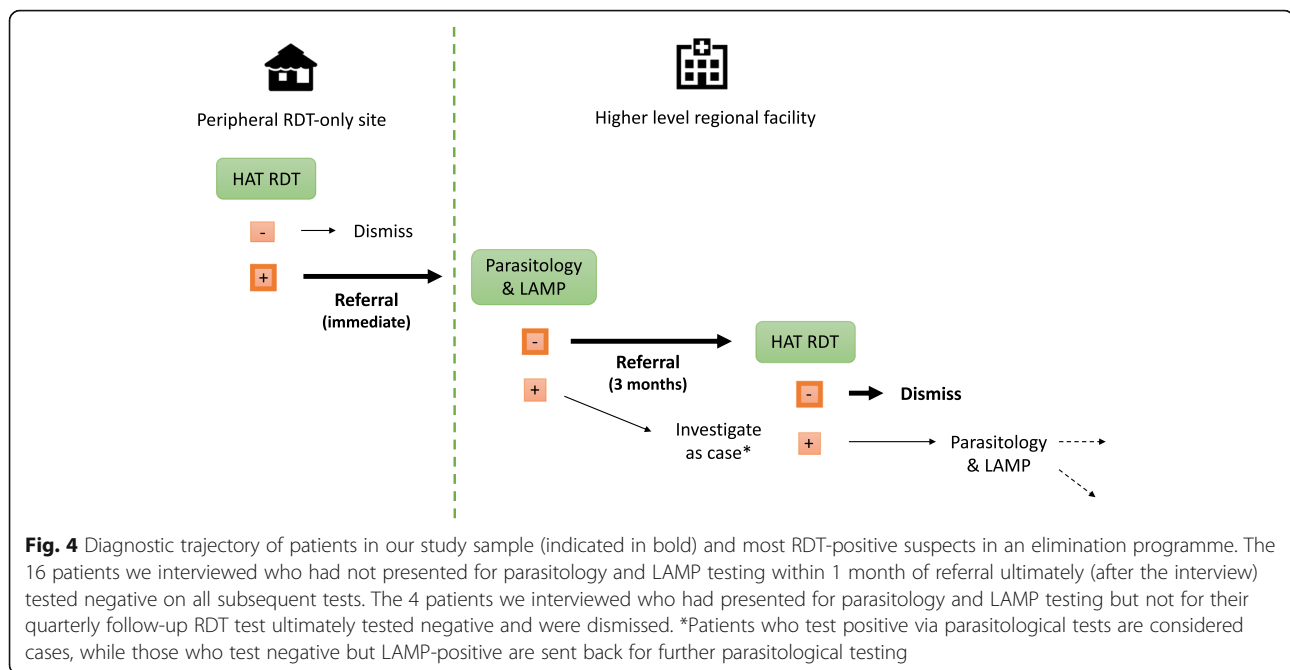 Peripheral RDT-only site
Higher level regional facility
HAT RDT
-
Dismiss
+
Referral
(immediate)
Parasitology
& LAMP
-
Referral
(3 months)
+
Investigate
as case*
HAT RDT
-
Dismiss
+
Parasitology
& LAMP
Fig. 4 Diagnostic trajectory of patients in our study sample (indicated in bold) and most RDT-positive suspects in an elimination programme. The
16 patients we interviewed who had not presented for parasitology and LAMP testing within 1 month of referral ultimately (after the interview)
tested negative on all subsequent tests. The 4 patients we interviewed who had presented for parasitology and LAMP testing but not for their
quarterly follow-up RDT test ultimately tested negative and were dismissed. *Patients who test positive via parasitological tests are considered
cases, while those who test negative but LAMP-positive are sent back for further parasitological testing